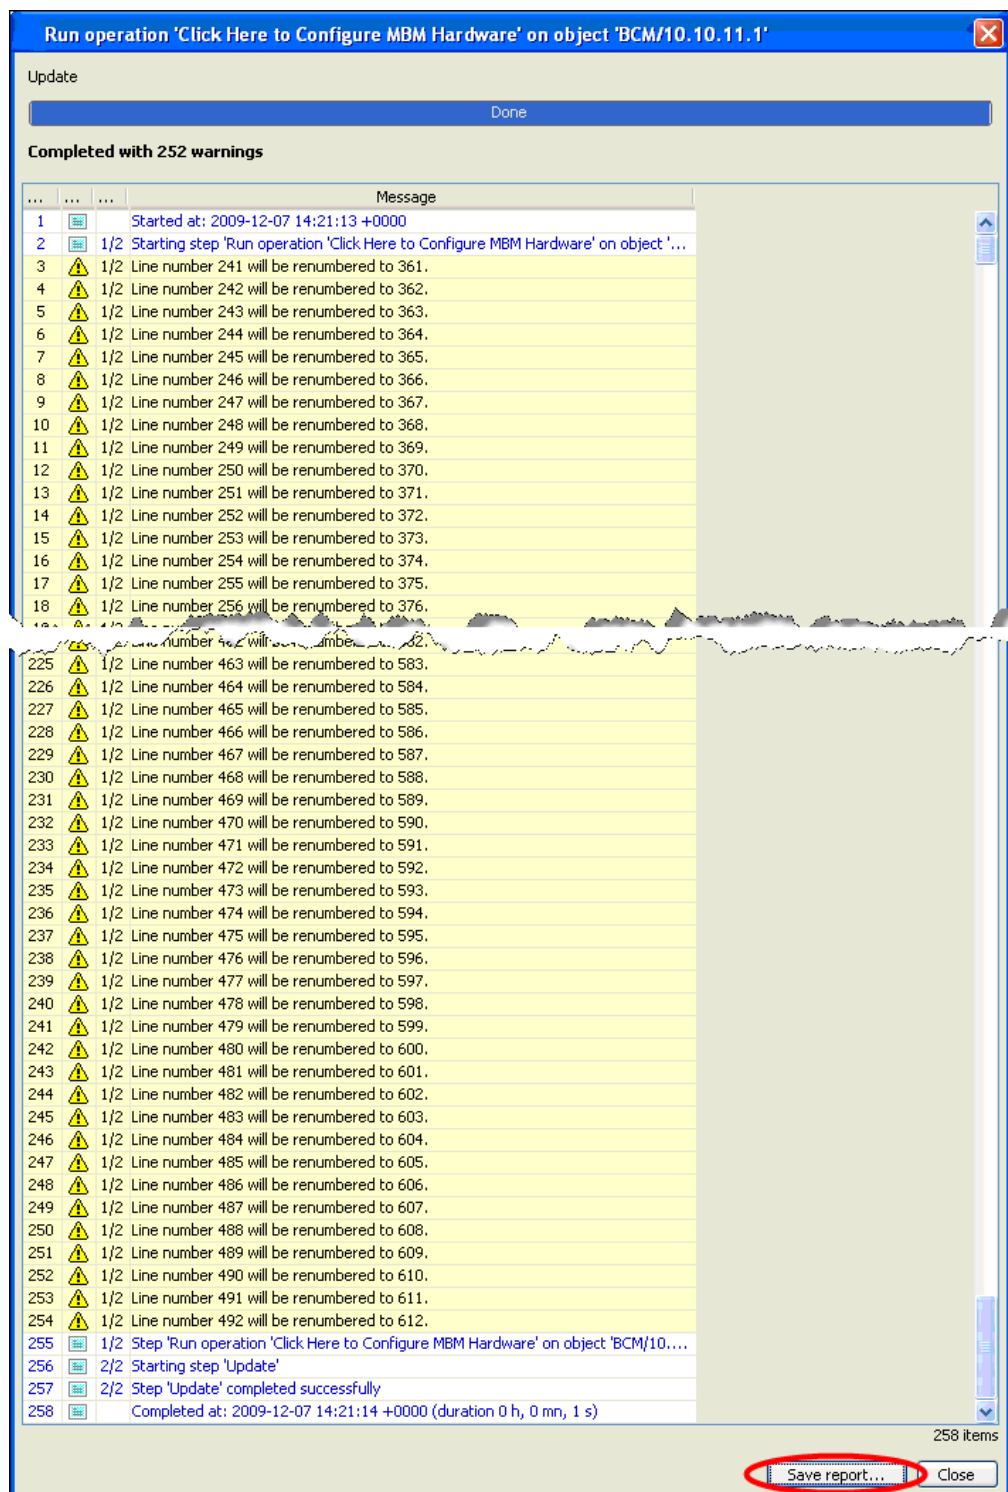 Run operation 'Click Here to Configure MBM Hardware' on object 'BCM/10.10.11.1'
Update
Done
Completed with 252 warnings
... ... ... Message
1 Started at: 2009-12-07 14:21:13 +0000
2 1/2 Starting step 'Run operation 'Click Here to Configure MBM Hardware' on object '...
3 1/2 Line number 241 will be renumbered to 361.
4 1/2 Line number 242 will be renumbered to 362.
5 1/2 Line number 243 will be renumbered to 363.
6 1/2 Line number 244 will be renumbered to 364.
7 1/2 Line number 245 will be renumbered to 365.
8 1/2 Line number 246 will be renumbered to 366.
9 1/2 Line number 247 will be renumbered to 367.
10 1/2 Line number 248 will be renumbered to 368.
11 1/2 Line number 249 will be renumbered to 369.
12 1/2 Line number 250 will be renumbered to 370.
13 1/2 Line number 251 will be renumbered to 371.
14 1/2 Line number 252 will be renumbered to 372.
15 1/2 Line number 253 will be renumbered to 373.
16 1/2 Line number 254 will be renumbered to 374.
17 1/2 Line number 255 will be renumbered to 375.
18 1/2 Line number 256 will be renumbered to 376.
number
225 1/2 Line number 463 will be renumbered to 583.
226 1/2 Line number 464 will be renumbered to 584.
227 1/2 Line number 465 will be renumbered to 585.
228 1/2 Line number 466 will be renumbered to 586.
229 1/2 Line number 467 will be renumbered to 587.
230 1/2 Line number 468 will be renumbered to 588.
231 1/2 Line number 469 will be renumbered to 589.
232 1/2 Line number 470 will be renumbered to 590.
233 1/2 Line number 471 will be renumbered to 591.
234 1/2 Line number 472 will be renumbered to 592.
235 1/2 Line number 473 will be renumbered to 593.
236 1/2 Line number 474 will be renumbered to 594.
237 1/2 Line number 475 will be renumbered to 595.
238 1/2 Line number 476 will be renumbered to 596.
239 1/2 Line number 477 will be renumbered to 597.
240 1/2 Line number 478 will be renumbered to 598.
241 1/2 Line number 479 will be renumbered to 599.
242 1/2 Line number 480 will be renumbered to 600.
243 1/2 Line number 481 will be renumbered to 601.
244 1/2 Line number 482 will be renumbered to 602.
245 1/2 Line number 483 will be renumbered to 603.
246 1/2 Line number 484 will be renumbered to 604.
247 1/2 Line number 485 will be renumbered to 605.
248 1/2 Line number 486 will be renumbered to 606.
249 1/2 Line number 487 will be renumbered to 607.
250 1/2 Line number 488 will be renumbered to 608.
251 1/2 Line number 489 will be renumbered to 609.
252 1/2 Line number 490 will be renumbered to 610.
253 1/2 Line number 491 will be renumbered to 611.
254 1/2 Line number 492 will be renumbered to 612.
255 1/2 Step 'Run operation 'Click Here to Configure MBM Hardware' on object 'BCM/10....
256 2/2 Starting step 'Update'
257 2/2 Step 'Update' completed successfully
258 Completed at: 2009-12-07 14:21:14 +0000 (duration 0 h, 0 mn, 1 s)
258 items
Save report... Close